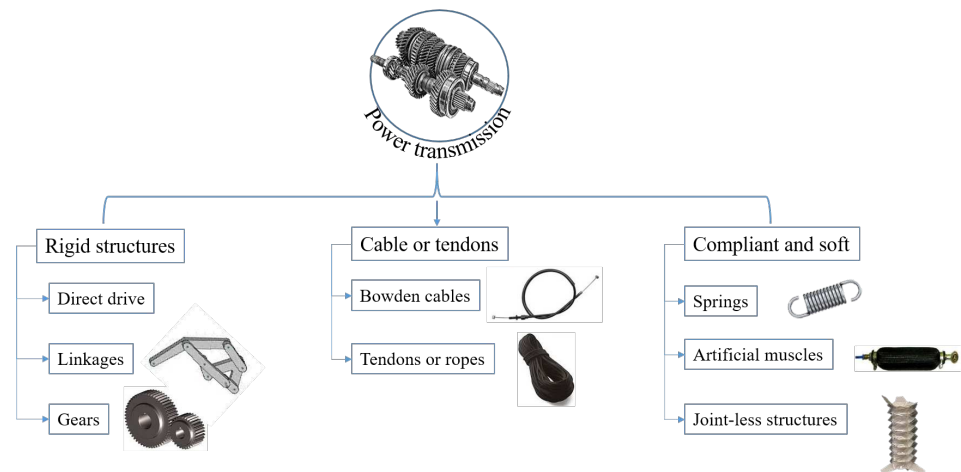 Power transmission
Rigid structures
Direct drive
Linkages
Gears
Cable or tendons
Bowden cables
Tendons or ropes
Compliant and soft
Springs
Artificial muscles
Joint-less structures